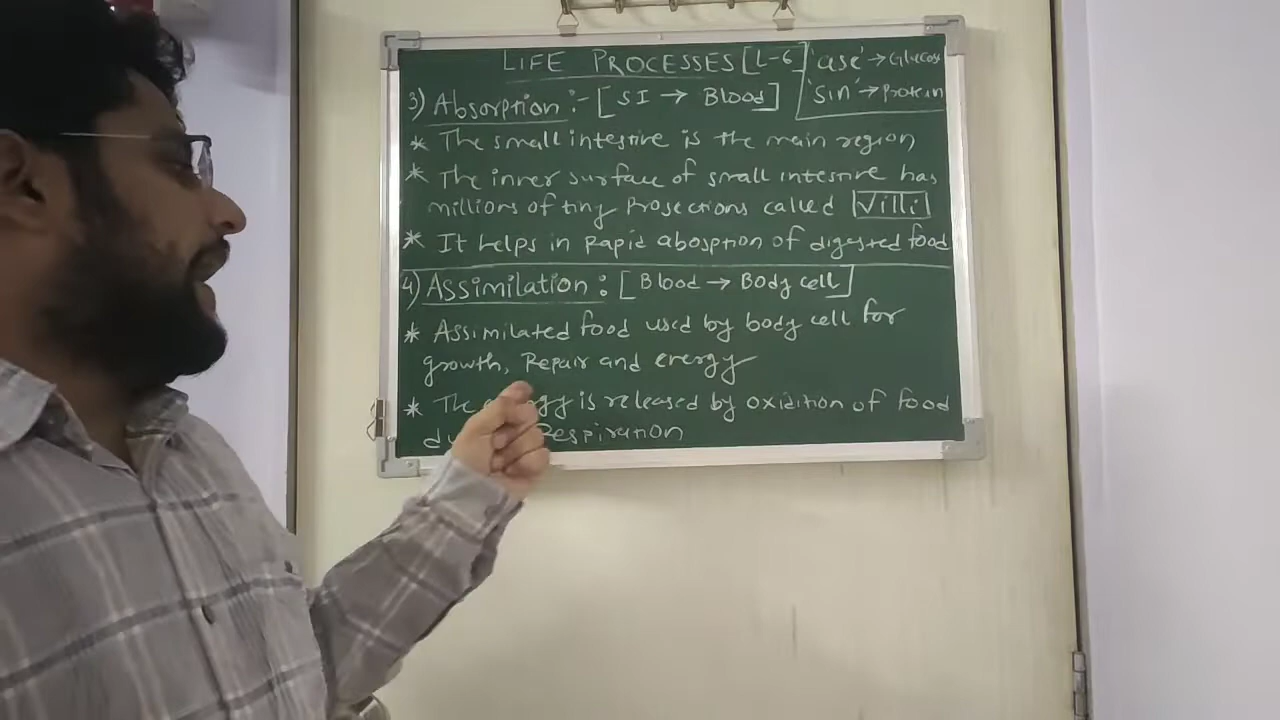 LIFE PROCESSES [L-6]
'ase' → Glucose
'Sin' → Protein
3) Absorption :- [SI → Blood]
* The small intestine is the main region
* The inner surface of small intestine has
millions of tiny Projections called Villi
* It helps in rapid abosption of digested food
4) Assimilation : [Blood → Body cell]
* Assimilated food used by body cell for
growth, Repair and energy
* The is released by oxidition of food
Respiration